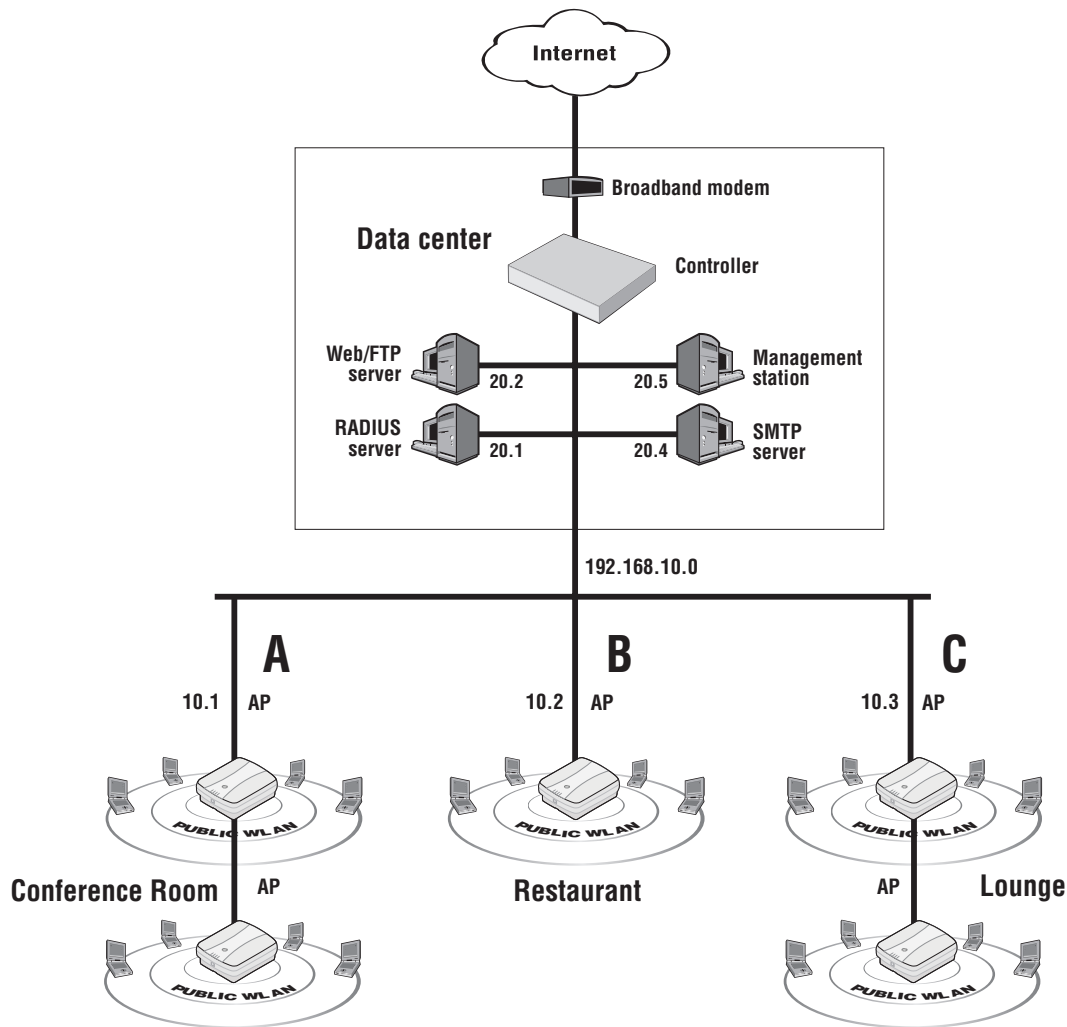 Internet
Broadband modem
Data center
Controller
Web/FTP
server
20.2
20.5
Management
station
RADIUS
server
20.1
20.4
SMTP
server
192.168.10.0
A
B
C
10.1
AP
10.2
AP
10.3
AP
PUBLIC WLAN
PUBLIC WLAN
PUBLIC WLAN
Conference Room
AP
Restaurant
AP
Lounge
PUBLIC WLAN
PUBLIC WLAN